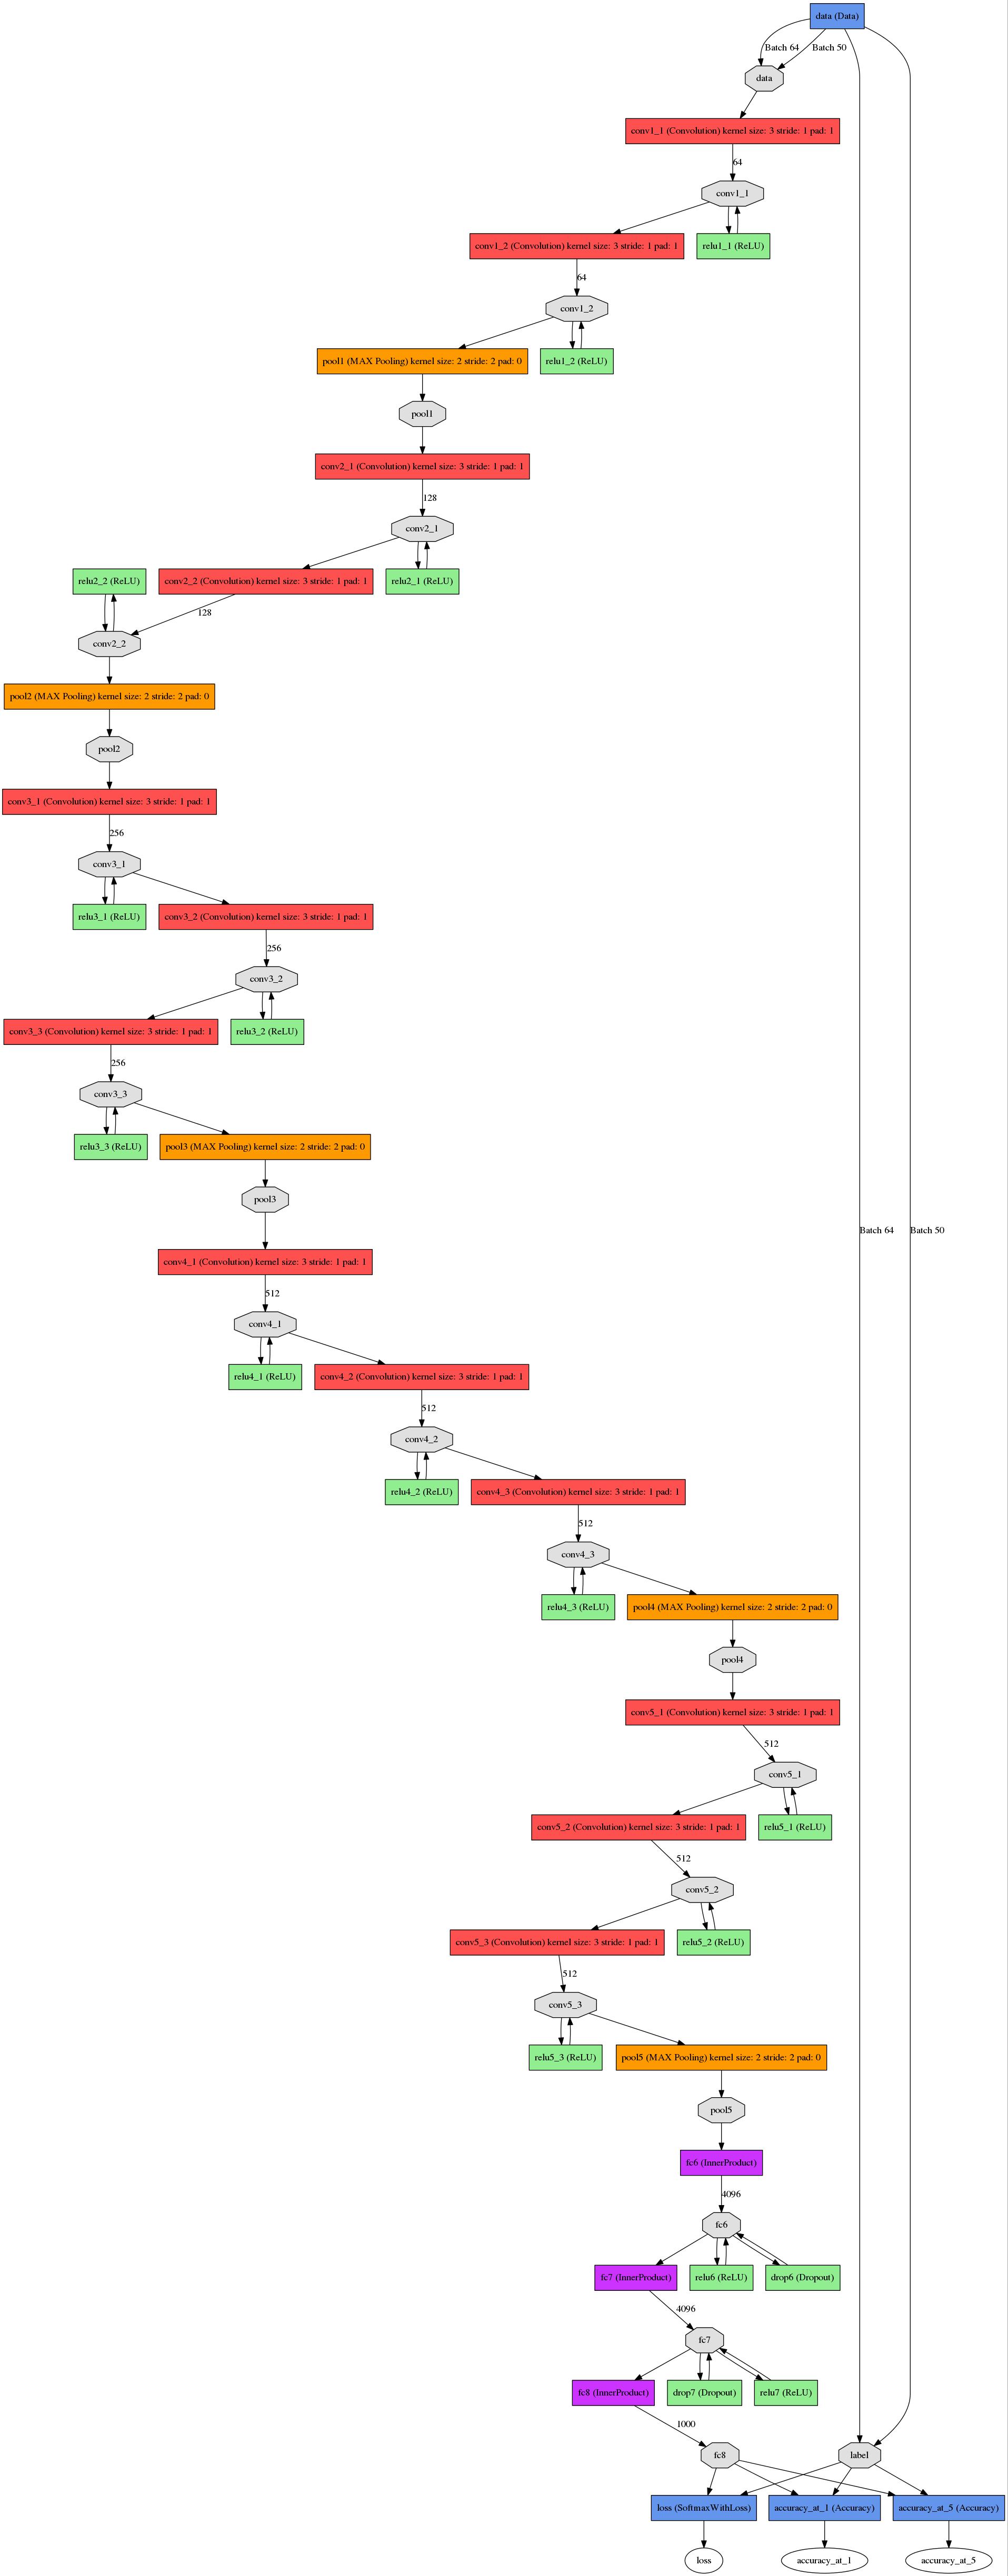 data (Data)
Batch 64
Batch 50
data
conv1_1 (Convolution) kernel size: 3 stride: 1 pad: 1
64
conv1_1
conv1_2 (Convolution) kernel size: 3 stride: 1 pad: 1
relu1_1 (ReLU)
64
conv1_2
pool1 (MAX Pooling) kernel size: 2 stride: 2 pad: 0
relu1_2 (ReLU)
pool1
conv2_1 (Convolution) kernel size: 3 stride: 1 pad: 1
128
conv2_1
relu2_2 (ReLU)
conv2_2 (Convolution) kernel size: 3 stride: 1 pad: 1
relu2_1 (ReLU)
128
conv2_2
pool2 (MAX Pooling) kernel size: 2 stride: 2 pad: 0
pool2
conv3_1 (Convolution) kernel size: 3 stride: 1 pad: 1
256
conv3_1
relu3_1 (ReLU)
conv3_2 (Convolution) kernel size: 3 stride: 1 pad: 1
256
conv3_2
conv3_3 (Convolution) kernel size: 3 stride: 1 pad: 1
relu3_2 (ReLU)
256
conv3_3
relu3_3 (ReLU)
pool3 (MAX Pooling) kernel size: 2 stride: 2 pad: 0
pool3
Batch 64
Batch 50
conv4_1 (Convolution) kernel size: 3 stride: 1 pad: 1
512
conv4_1
relu4_1 (ReLU)
conv4_2 (Convolution) kernel size: 3 stride: 1 pad: 1
512
conv4_2
relu4_2 (ReLU)
conv4_3 (Convolution) kernel size: 3 stride: 1 pad: 1
512
conv4_3
relu4_3 (ReLU)
pool4 (MAX Pooling) kernel size: 2 stride: 2 pad: 0
pool4
conv5_1 (Convolution) kernel size: 3 stride: 1 pad: 1
512
conv5_1
conv5_2 (Convolution) kernel size: 3 stride: 1 pad: 1
relu5_1 (ReLU)
512
conv5_2
conv5_3 (Convolution) kernel size: 3 stride: 1 pad: 1
relu5_2 (ReLU)
512
conv5_3
relu5_3 (ReLU)
pool5 (MAX Pooling) kernel size: 2 stride: 2 pad: 0
pool5
fc6 (InnerProduct)
4096
fc6
fc7 (InnerProduct)
relu6 (ReLU)
drop6 (Dropout)
4096
fc7
fc8 (InnerProduct)
drop7 (Dropout)
relu7 (ReLU)
1000
fc8
label
loss (SoftmaxWithLoss)
accuracy_at_1 (Accuracy)
accuracy_at_5 (Accuracy)
loss
accuracy_at_1
accuracy_at_5